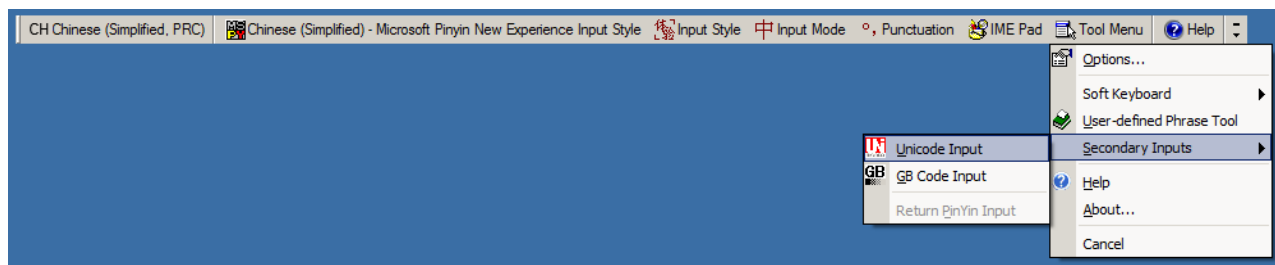 CH Chinese (Simplified, PRC) Chinese (Simplified) - Microsoft Pinyin New Experience Input Style Input Style 中 Input Mode °, Punctuation IME Pad Tool Menu Help
Options...
Soft Keyboard
User-defined Phrase Tool
Secondary Inputs
Unicode Input
GB GB Code Input
Return PinYin Input
Help
About...
Cancel